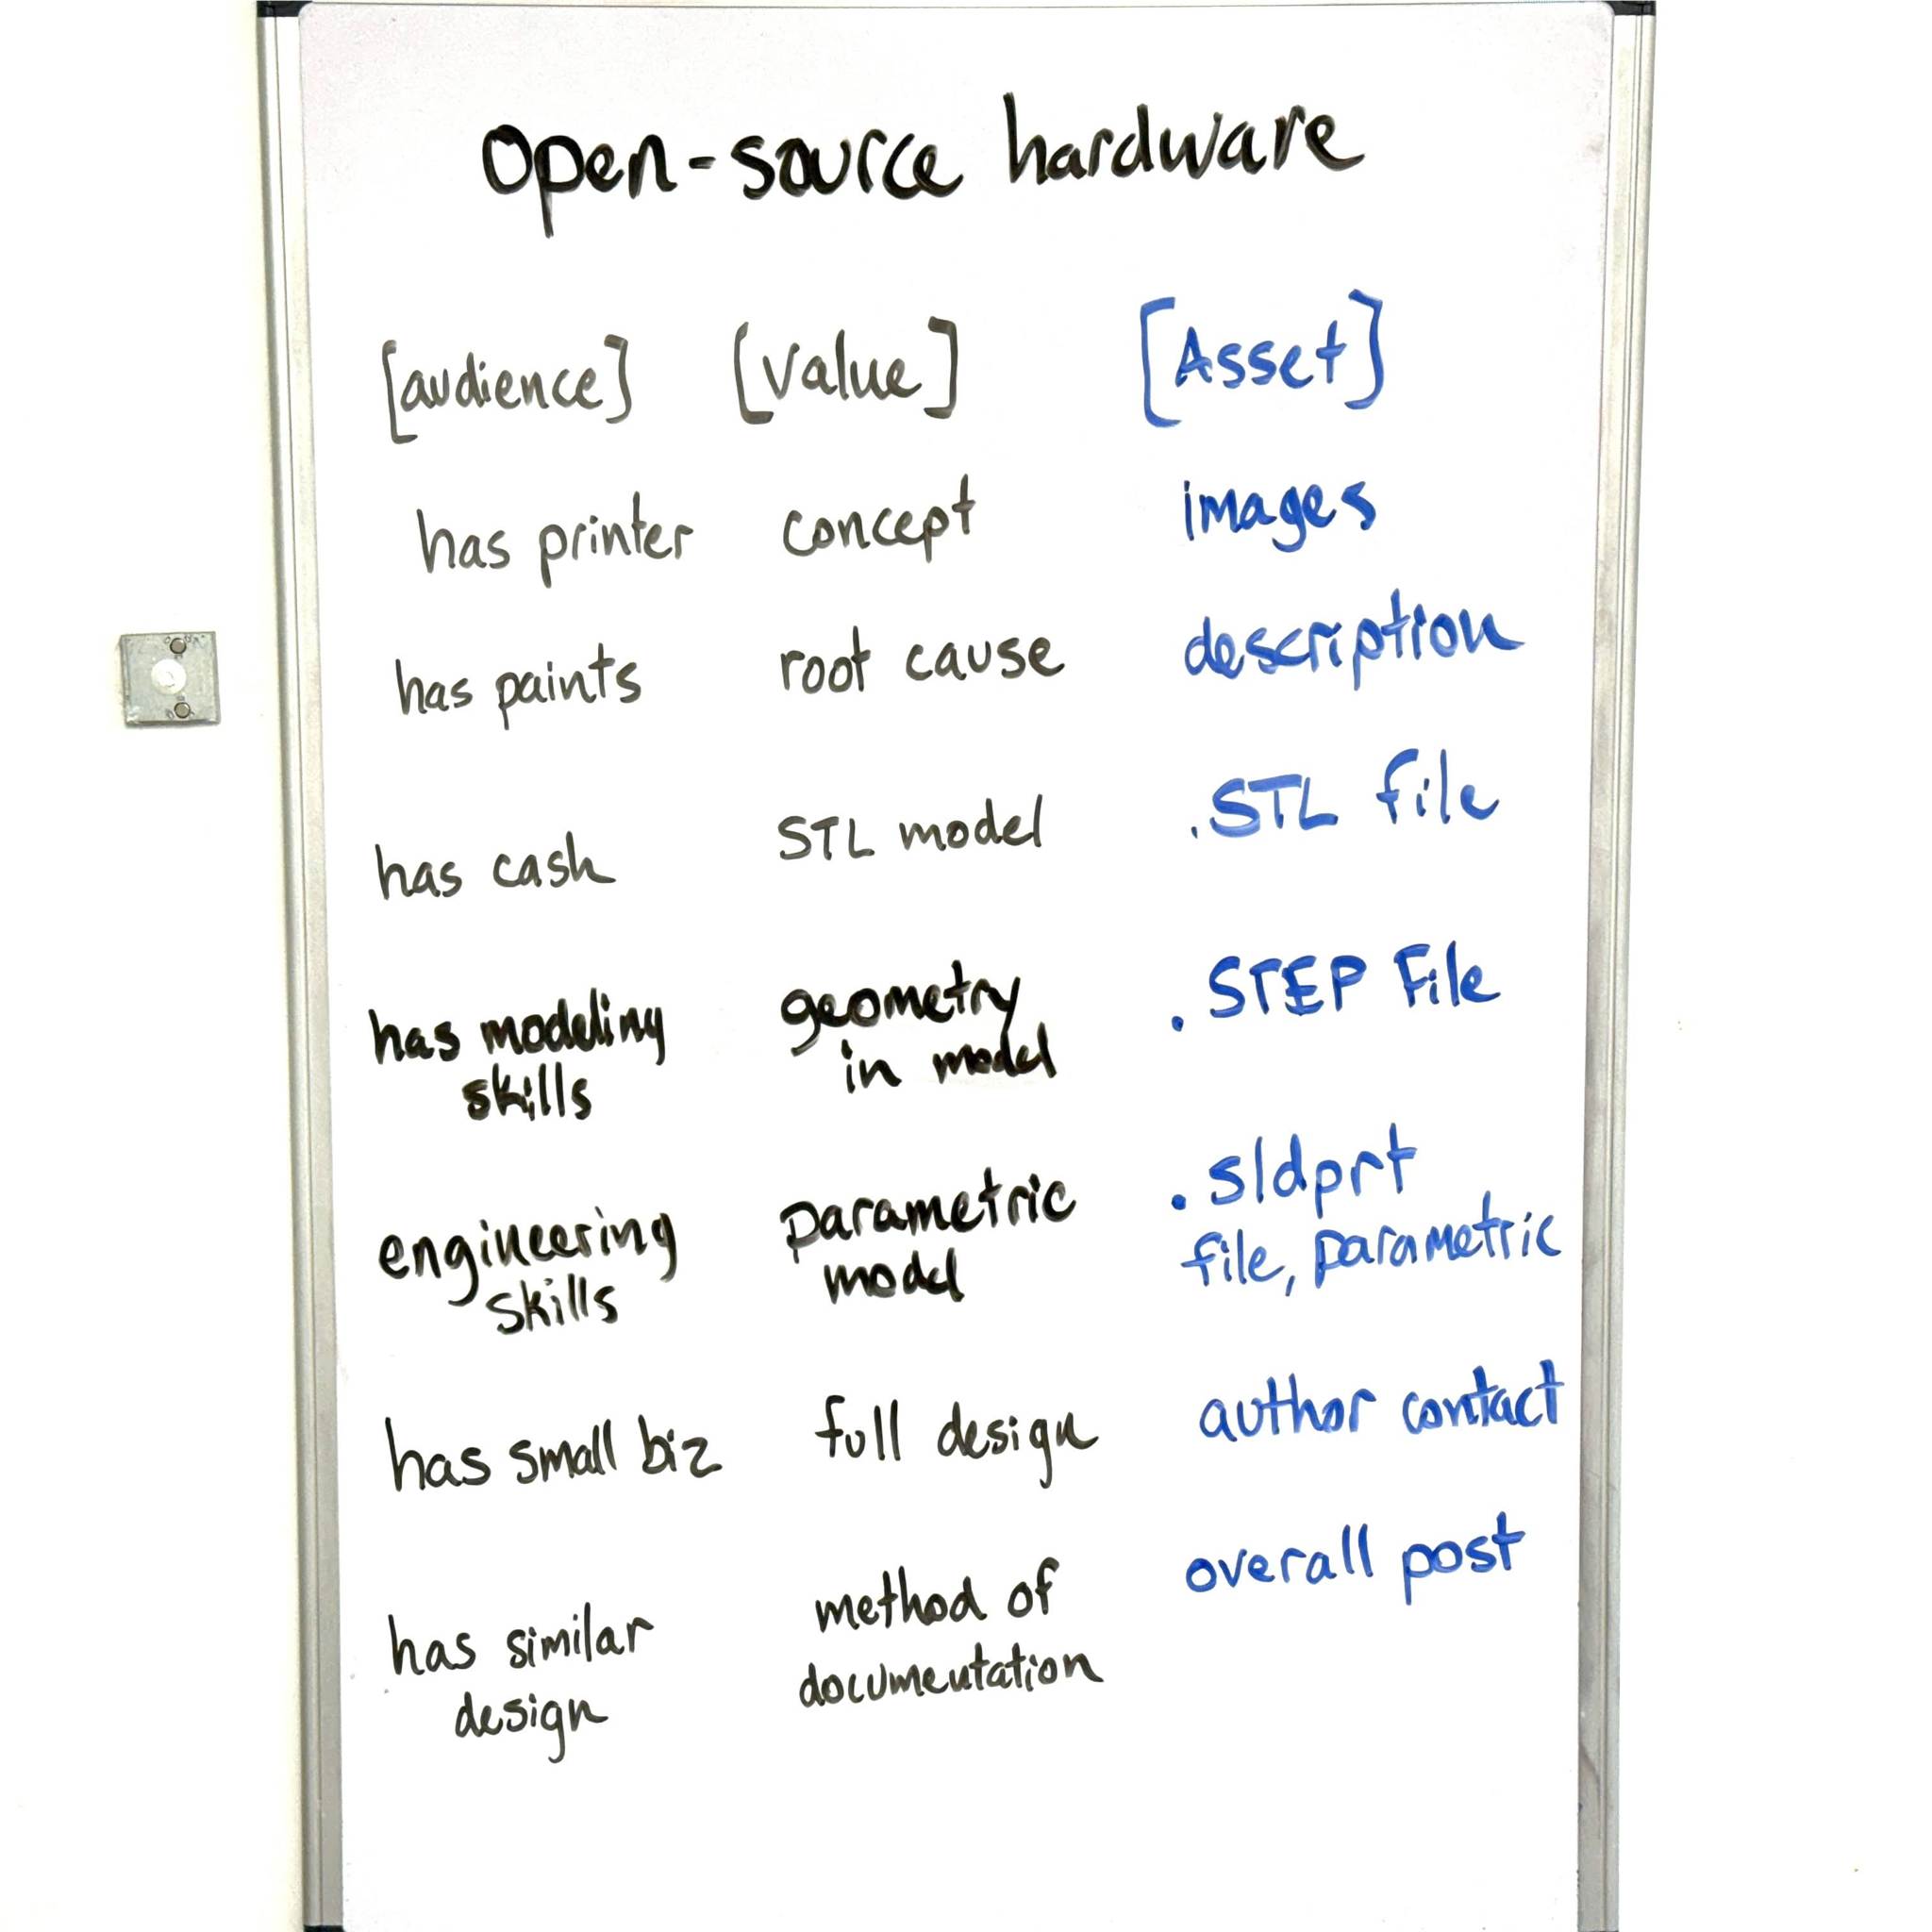 open-source hardware
[audience] [value] [Asset]
has printer concept images
has paints root cause description
has cash STL model .STL file
has modeling geometry .STEP File
skills in model
engineering parametric .sldprt
skills model file, parametric
has small biz full design author contact
has similar method of overall post
design documentation